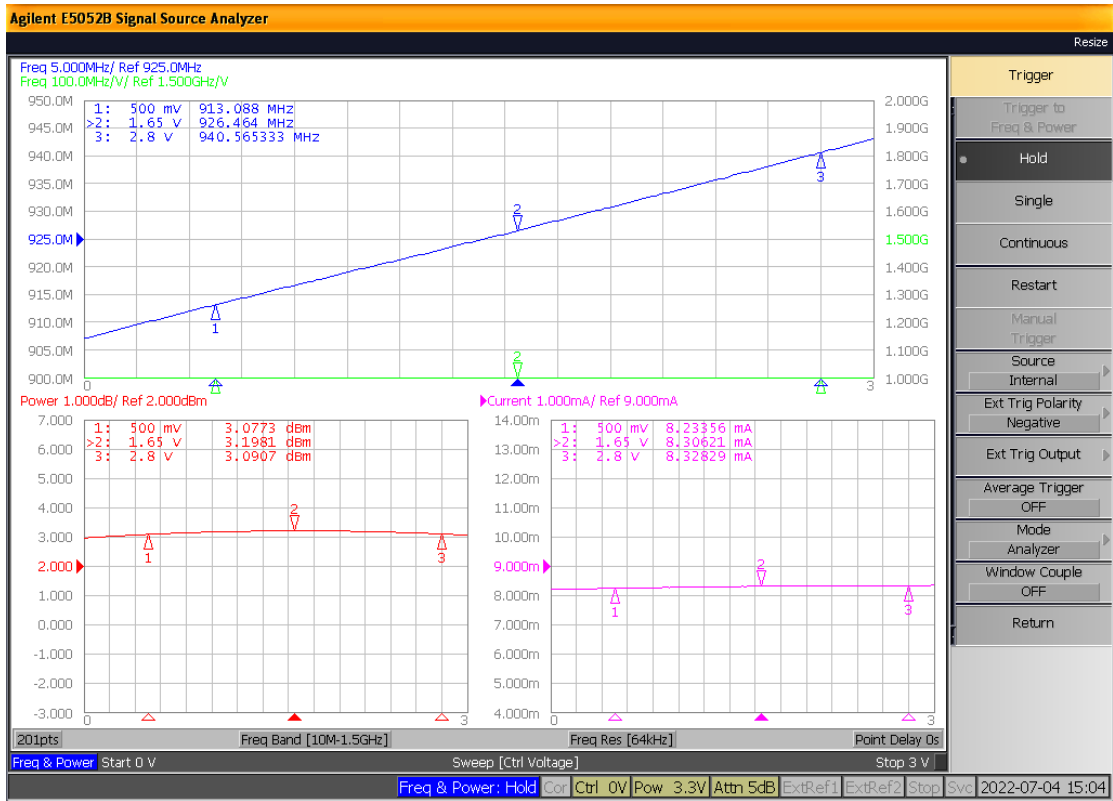 Agilent E5052B Signal Source Analyzer
Resize
Freq 5.000MHz/ Ref 925.0MHz
Freq 100.0MHz/V/ Ref 1.500GHz/V
950.0M
945.0M
940.0M
935.0M
930.0M
925.0M
920.0M
915.0M
910.0M
905.0M
900.0M
1: 500 mV 913.088 MHz
>2: 1.65 V 926.464 MHz
3: 2.8 V 940.565333 MHz
2.000G
1.900G
1.800G
1.700G
1.600G
1.500G
1.400G
1.300G
1.200G
1.100G
1.000G
1
2
3
2
0
3
Power 1.000dB/ Ref 2.000dBm
7.000
6.000
5.000
4.000
3.000
2.000
1.000
0.000
-1.000
-2.000
-3.000
1: 500 mV 3.0773 dBm
>2: 1.65 V 3.1981 dBm
3: 2.8 V 3.0907 dBm
1
2
3
0
3
Current 1.000mA/ Ref 9.000mA
14.00m
13.00m
12.00m
11.00m
10.00m
9.000m
8.000m
7.000m
6.000m
5.000m
4.000m
1: 500 mV 8.23356 mA
>2: 1.65 V 8.30621 mA
3: 2.8 V 8.32829 mA
1
2
3
0
3
201pts Freq Band [10M-1.5GHz] Freq Res [64kHz] Point Delay 0s
Freq & Power Start 0 V Sweep [Ctrl Voltage] Stop 3 V
Trigger
Trigger to
Freq & Power
Hold
Single
Continuous
Restart
Manual
Trigger
Source
Internal
Ext Trig Polarity
Negative
Ext Trig Output
Average Trigger
OFF
Mode
Analyzer
Window Couple
OFF
Return
Freq & Power: Hold Cor Ctrl 0V Pow 3.3V Attn 5dB ExtRef1 ExtRef2 Stop Svc 2022-07-04 15:04